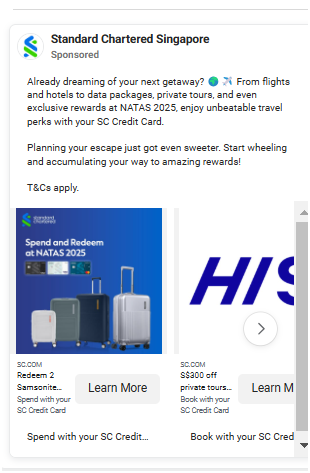 Standard Chartered Singapore
Sponsored
Already dreaming of your next getaway? 🌍 ✈️ From flights
and hotels to data packages, private tours, and even
exclusive rewards at NATAS 2025, enjoy unbeatable travel
perks with your SC Credit Card.
Planning your escape just got even sweeter. Start wheeling
and accumulating your way to amazing rewards!
T&Cs apply.
standard
chartered
Spend and Redeem
at NATAS 2025
HIS
SC.COM
Redeem 2
Samsonite...
Spend with your
SC Credit Card
Learn More
Spend with your SC Credit...
SC.COM
S$300 off
private tours...
Book with your
SC Credit Card
Learn M
Book with your SC Cred